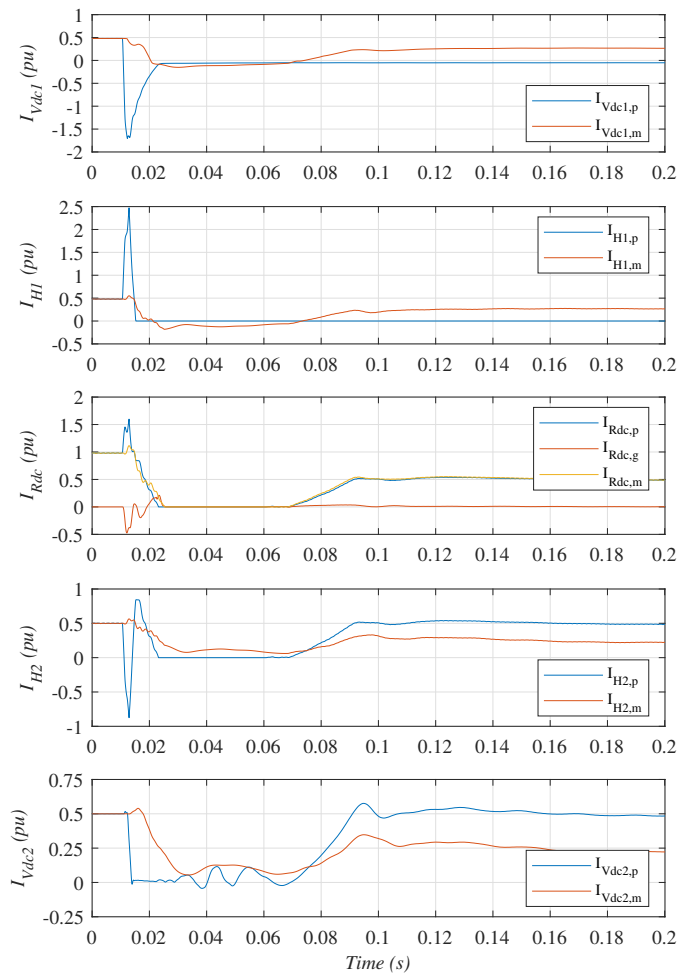 1
0.5
0
-0.5
-1
-1.5
-2
I_Vdc1 (pu)
I_Vdc1,p
I_Vdc1,m
0 0.02 0.04 0.06 0.08 0.1 0.12 0.14 0.16 0.18 0.2
2.5
2
1.5
1
0.5
0
-0.5
I_H1 (pu)
I_H1,p
I_H1,m
0 0.02 0.04 0.06 0.08 0.1 0.12 0.14 0.16 0.18 0.2
2
1.5
1
0.5
0
-0.5
I_Rdc (pu)
I_Rdc,p
I_Rdc,g
I_Rdc,m
0 0.02 0.04 0.06 0.08 0.1 0.12 0.14 0.16 0.18 0.2
1
0.5
0
-0.5
-1
I_H2 (pu)
I_H2,p
I_H2,m
0 0.02 0.04 0.06 0.08 0.1 0.12 0.14 0.16 0.18 0.2
0.75
0.5
0.25
0
-0.25
I_Vdc2 (pu)
I_Vdc2,p
I_Vdc2,m
0 0.02 0.04 0.06 0.08 0.1 0.12 0.14 0.16 0.18 0.2
Time (s)